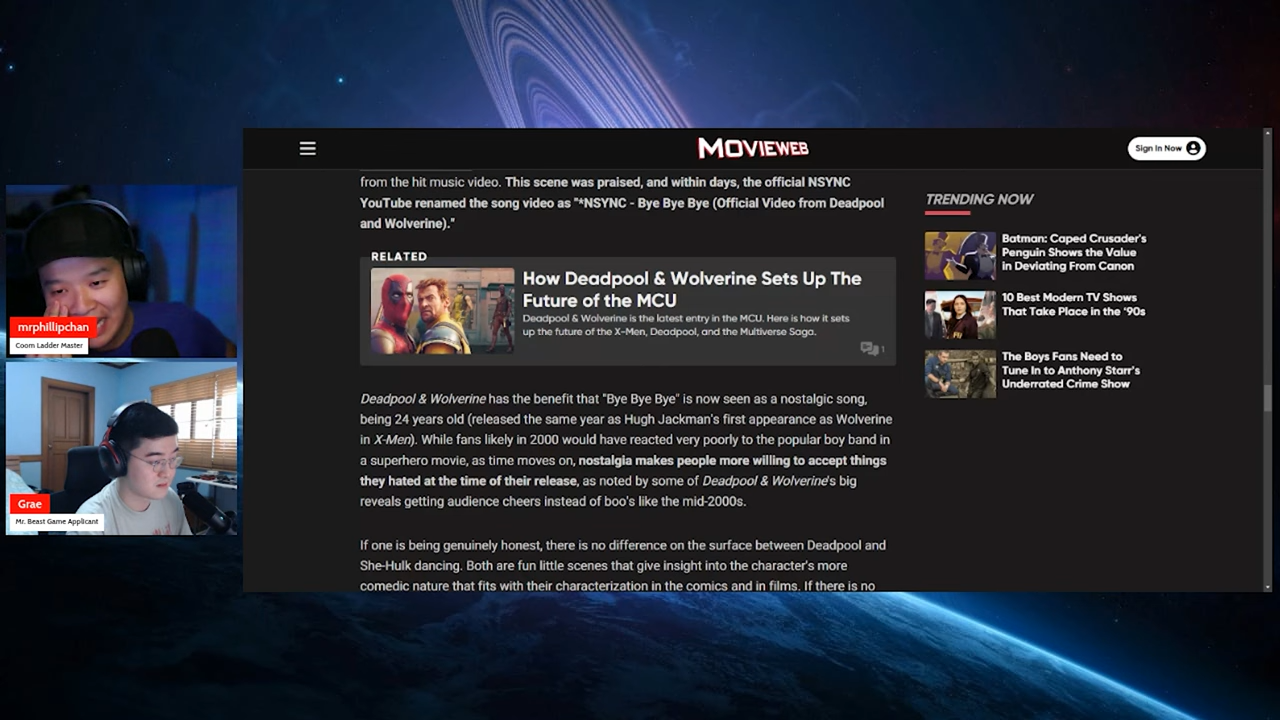 MOVIEWEB
Sign In Now
from the hit music video. This scene was praised, and within days, the official NSYNC
YouTube renamed the song video as "*NSYNC - Bye Bye Bye (Official Video from Deadpool
and Wolverine)."
RELATED
How Deadpool & Wolverine Sets Up The
Future of the MCU
Deadpool & Wolverine is the latest entry in the MCU. Here is how it sets
up the future of the X-Men, Deadpool, and the Multiverse Saga.
1
Deadpool & Wolverine has the benefit that "Bye Bye Bye" is now seen as a nostalgic song,
being 24 years old (released the same year as Hugh Jackman's first appearance as Wolverine
in X-Men). While fans likely in 2000 would have reacted very poorly to the popular boy band in
a superhero movie, as time moves on, nostalgia makes people more willing to accept things
they hated at the time of their release, as noted by some of Deadpool & Wolverine's big
reveals getting audience cheers instead of boo's like the mid-2000s.
If one is being genuinely honest, there is no difference on the surface between Deadpool and
She-Hulk dancing. Both are fun little scenes that give insight into the character's more
comedic nature that fits with their characterization in the comics and in films. If there is no
TRENDING NOW
Batman: Caped Crusader's
Penguin Shows the Value
in Deviating From Canon
10 Best Modern TV Shows
That Take Place in the '90s
The Boys Fans Need to
Tune In to Anthony Starr's
Underrated Crime Show
mrphillipchan
Coom Ladder Master
Grae
Mr. Beast Game Applicant